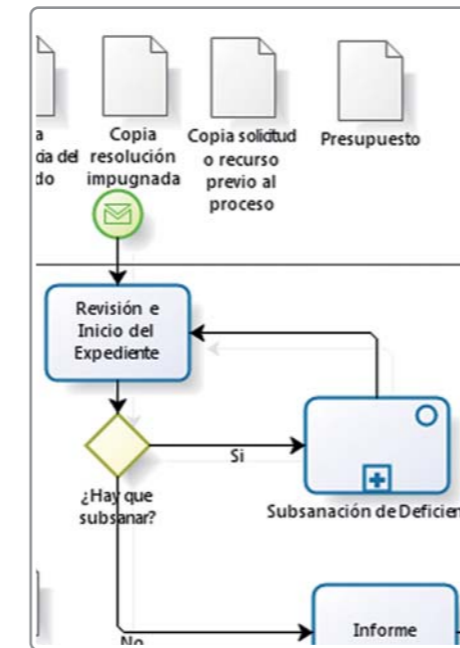 Copia
resolución
impugnada
Copia solicitud
o recurso
previo al
proceso
Presupuesto
Revisión e
Inicio del
Expediente
Si
¿Hay que
subsanar?
Subsanación de
No
Informe